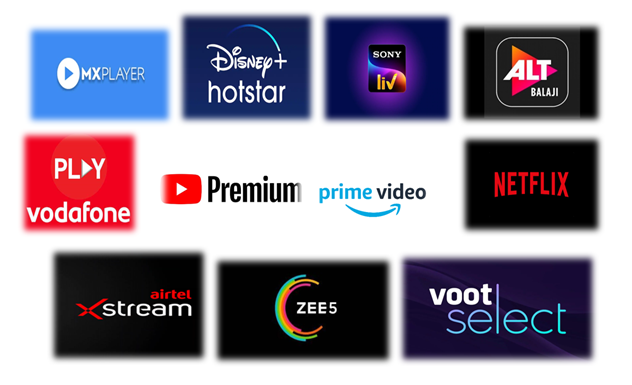 MXPLAYER
Disney+
hotstar
SONY
liv
ALT
BALAJI
PLAY
vodafone
Premium
prime video
NETFLIX
airtel
Xstream
ZEE5
voot
select